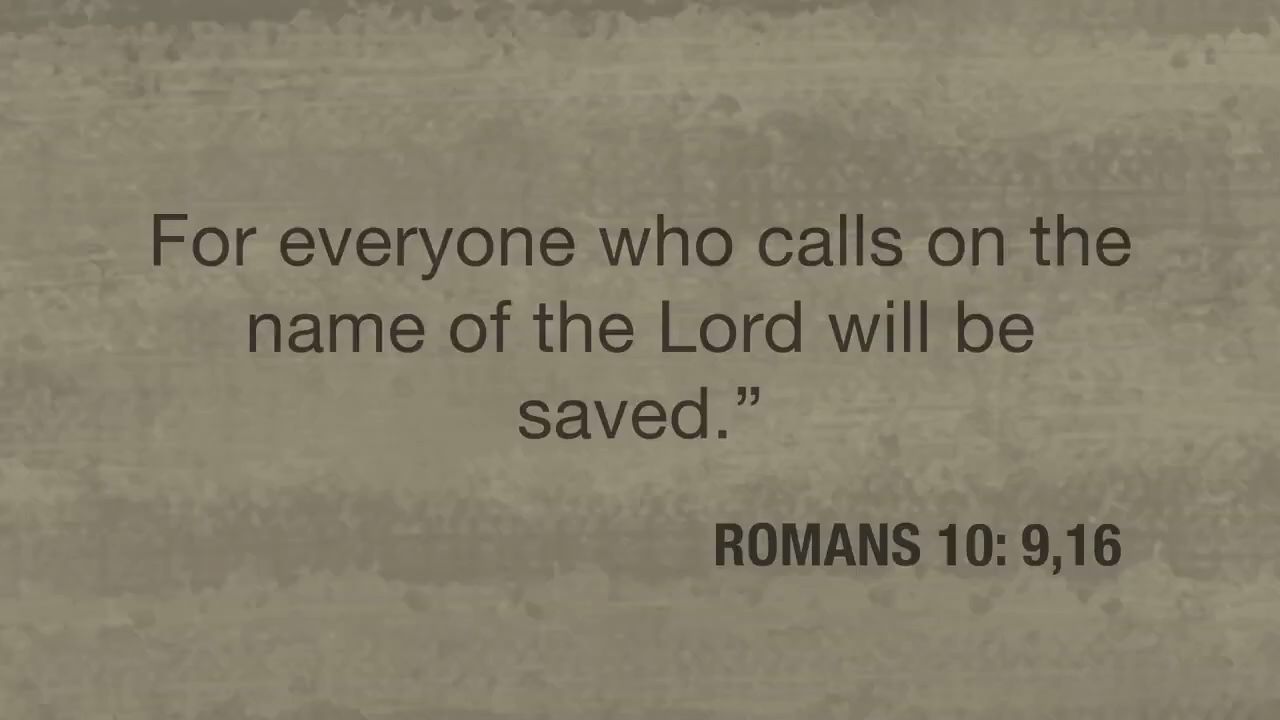 For everyone who calls on the
name of the Lord will be
saved.”
ROMANS 10: 9,16